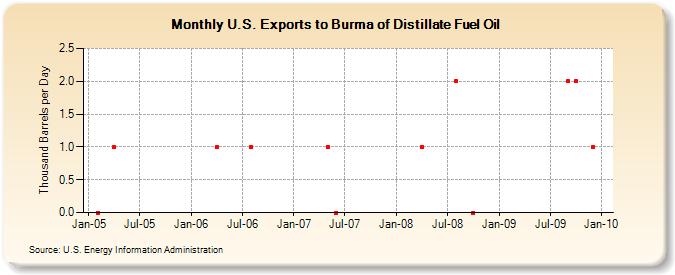 Monthly U.S. Exports to Burma of Distillate Fuel Oil
Thousand Barrels per Day
2.5
2.0
1.5
1.0
0.5
0.0
Jan-05 Jul-05 Jan-06 Jul-06 Jan-07 Jul-07 Jan-08 Jul-08 Jan-09 Jul-09 Jan-10
Source: U.S. Energy Information Administration